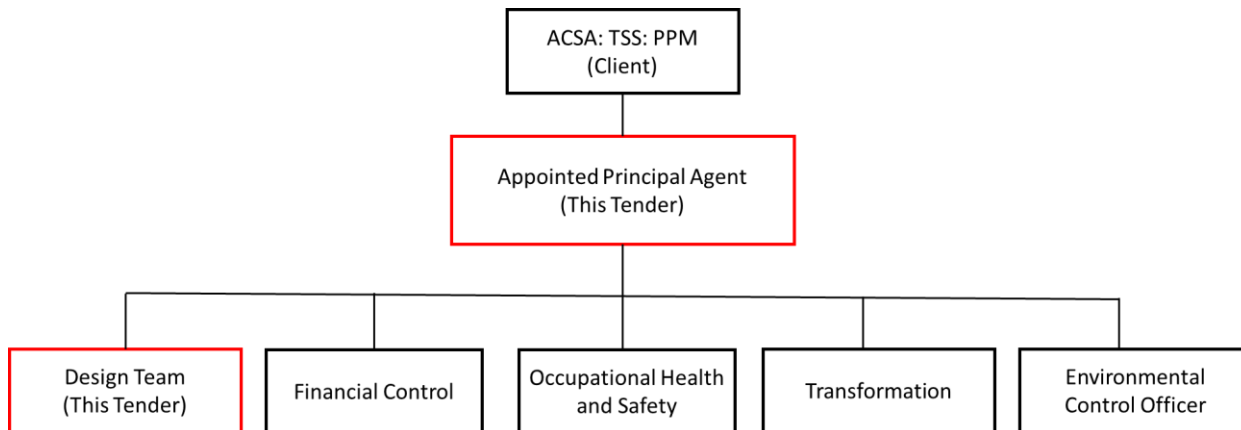 ACSA: TSS: PPM
(Client)
Appointed Principal Agent
(This Tender)
Design Team
(This Tender)
Financial Control
Occupational Health
and Safety
Transformation
Environmental
Control Officer